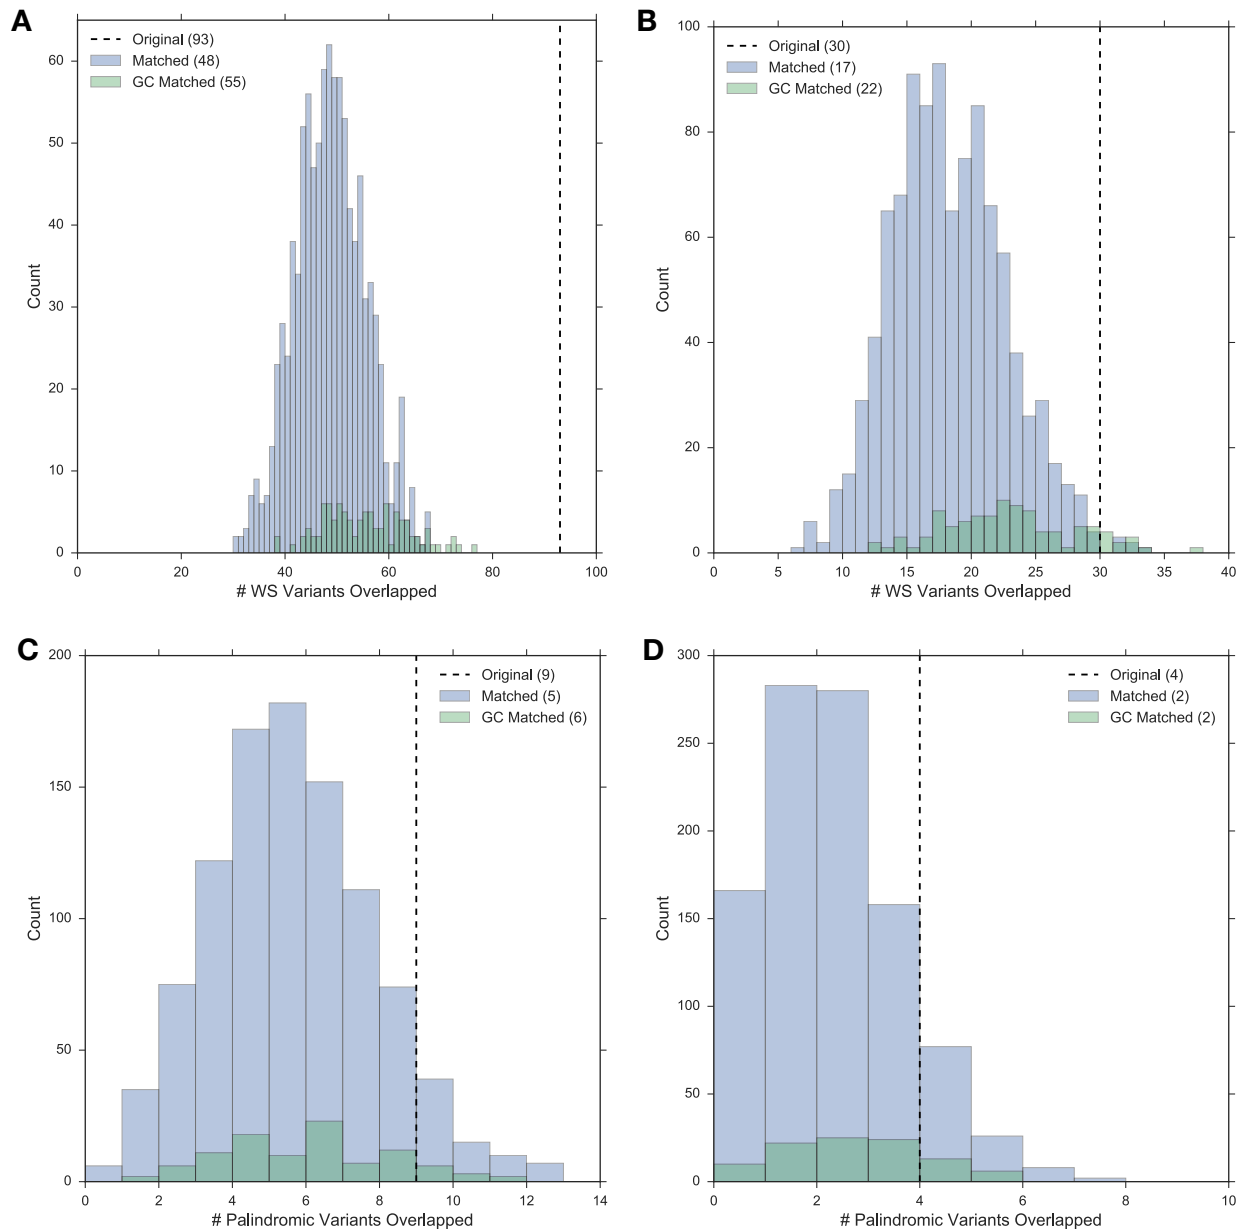 A
Original (93)
Matched (48)
GC Matched (55)
Count
60
50
40
30
20
10
0
0 20 40 60 80 100
# WS Variants Overlapped
B
Original (30)
Matched (17)
GC Matched (22)
Count
100
80
60
40
20
0
0 5 10 15 20 25 30 35 40
# WS Variants Overlapped
C
Original (9)
Matched (5)
GC Matched (6)
Count
200
150
100
50
0
0 2 4 6 8 10 12 14
# Palindromic Variants Overlapped
D
Original (4)
Matched (2)
GC Matched (2)
Count
300
250
200
150
100
50
0
0 2 4 6 8 10
# Palindromic Variants Overlapped